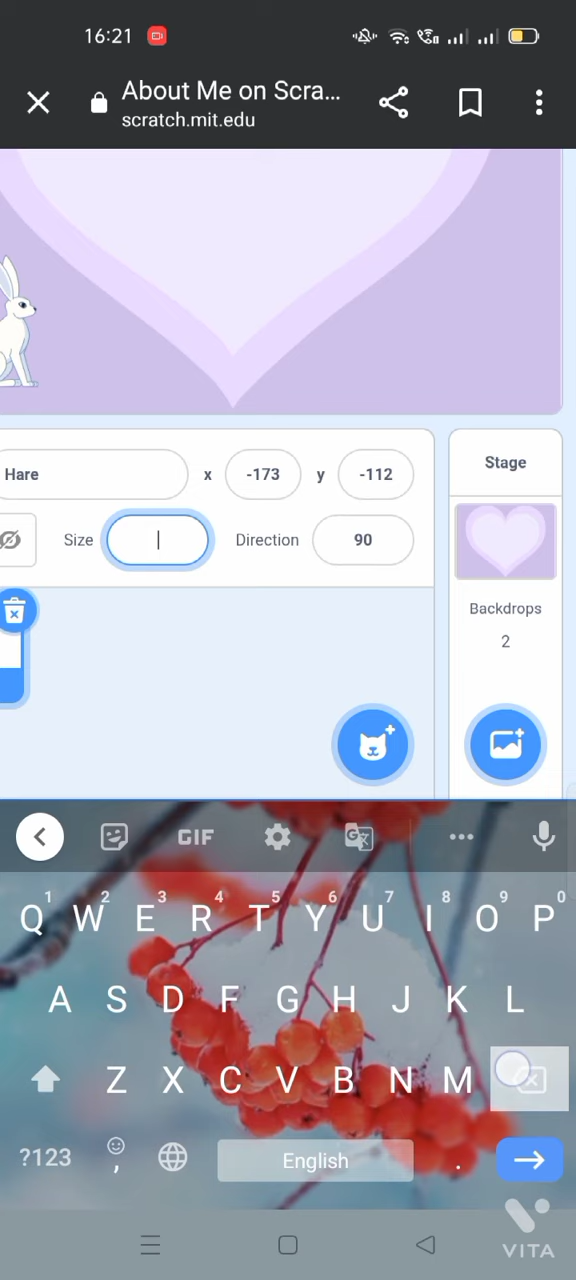 16:21
About Me on Scra...
scratch.mit.edu
Hare x -173 y -112
Size Direction 90
Stage
Backdrops
2
GIF
1 2 3 4 5 6 7 8 9 0
Q W E R T Y U I O P
A S D F G H J K L
Z X C V B N M
?123 , English .
VITA